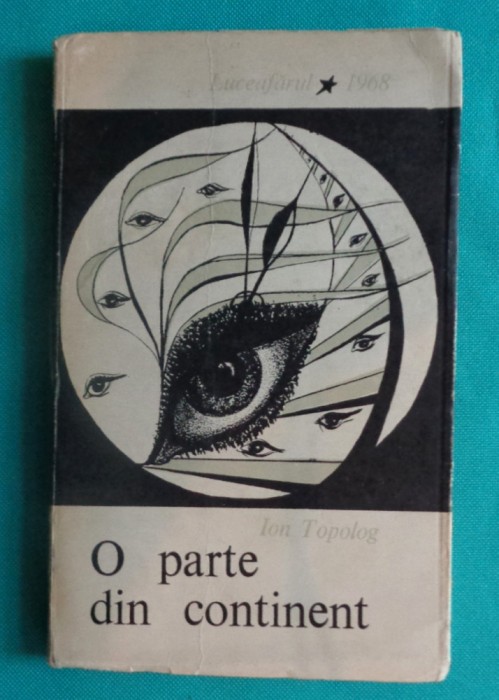 Luceafărul ★ 1968
Ion Topolog
O parte
din continent